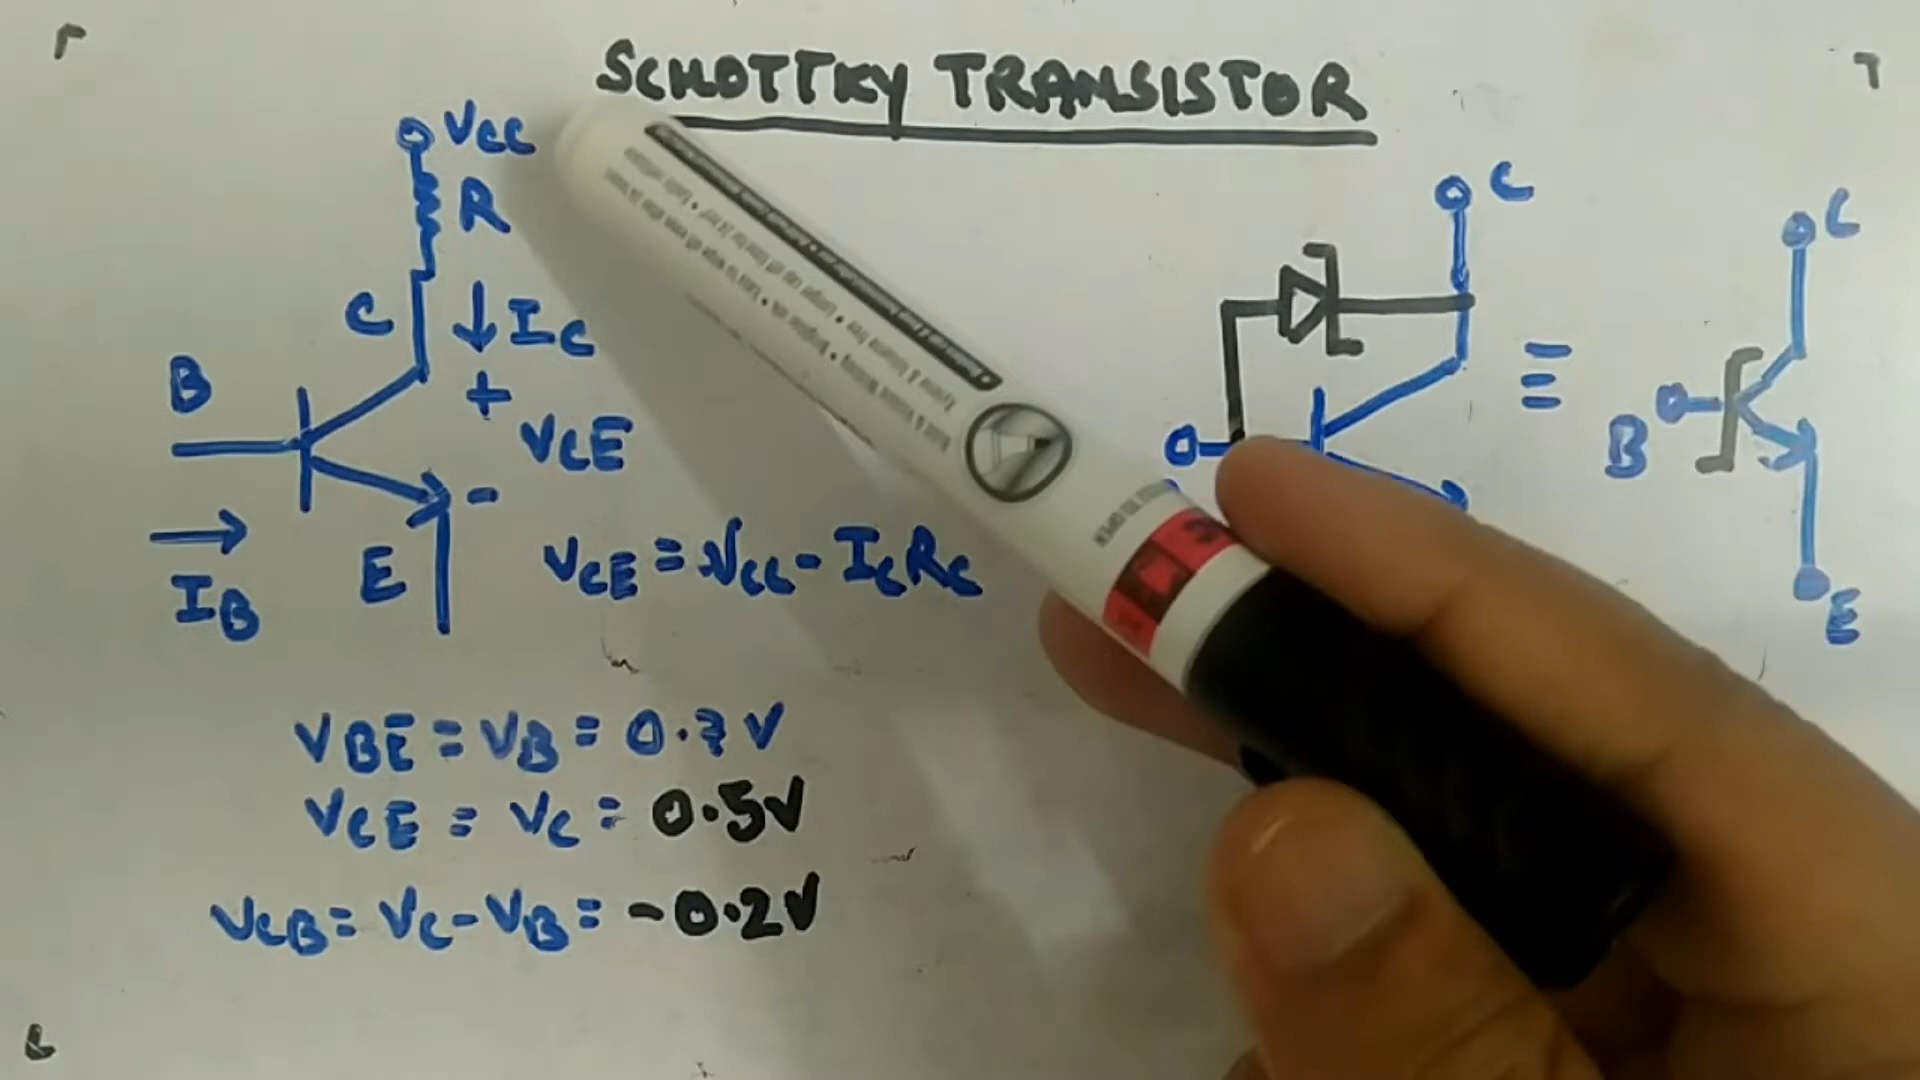 SCHOTTKY TRANSISTOR
VCC
R
C
IC
B
+
VCE
-
E
IB
VCE = VCC - ICRC
VBE = VB = 0.7V
VCE = VC = 0.5V
VCB = VC - VB = -0.2V
C
≡
C
B
E